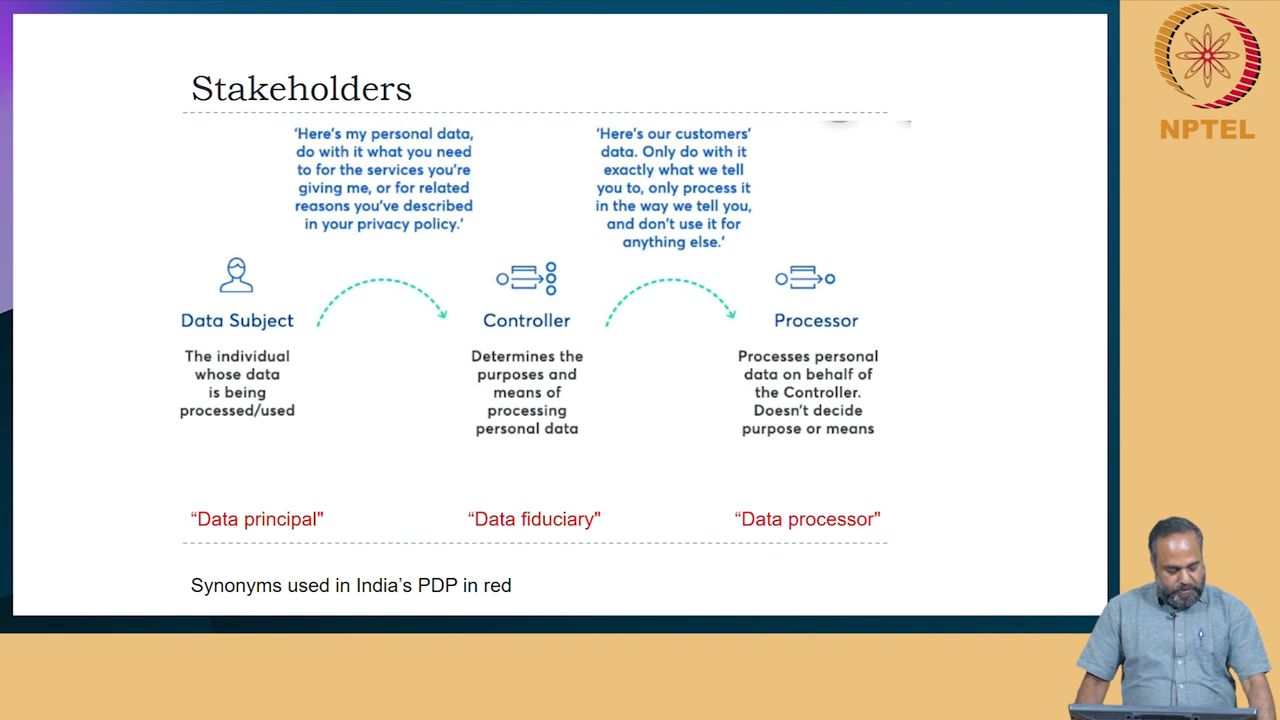 Stakeholders
‘Here’s my personal data,
do with it what you need
to for the services you’re
giving me, or for related
reasons you’ve described
in your privacy policy.’
‘Here’s our customers’
data. Only do with it
exactly what we tell
you to, only process it
in the way we tell you,
and don’t use it for
anything else.’
Data Subject
The individual
whose data
is being
processed/used
Controller
Determines the
purposes and
means of
processing
personal data
Processor
Processes personal
data on behalf of
the Controller.
Doesn’t decide
purpose or means
“Data principal"
“Data fiduciary"
“Data processor"
Synonyms used in India’s PDP in red
NPTEL